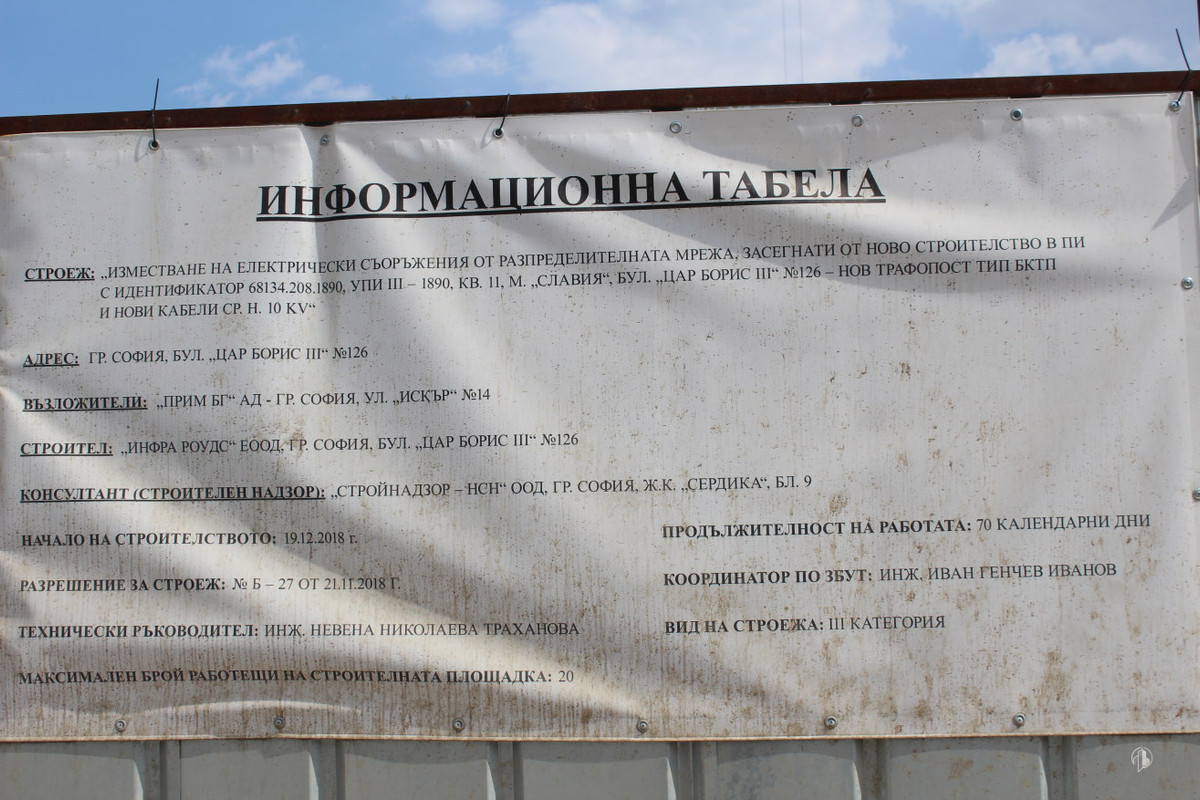 ИНФОРМАЦИОННА ТАБЕЛА
СТРОЕЖ: „ИЗМЕСТВАНЕ НА ЕЛЕКТРИЧЕСКИ СЪОРЪЖЕНИЯ ОТ РАЗПРЕДЕЛИТЕЛНАТА МРЕЖА, ЗАСЕГНАТИ ОТ НОВО СТРОИТЕЛСТВО В ПИ
С ИДЕНТИФИКАТОР 68134.208.1890, УПИ III – 1890, КВ. 11, М. „СЛАВИЯ“, БУЛ. „ЦАР БОРИС III“ №126 – НОВ ТРАФОПОСТ ТИП БКТП
И НОВИ КАБЕЛИ СР. Н. 10 KV“
АДРЕС: ГР. СОФИЯ, БУЛ. „ЦАР БОРИС III“ №126
ВЪЗЛОЖИТЕЛИ: „ПРИМ БГ“ АД - ГР. СОФИЯ, УЛ. „ИСКЪР“ №14
СТРОИТЕЛ: „ИНФРА РОУДС“ ЕООД, ГР. СОФИЯ, БУЛ. „ЦАР БОРИС III“ №126
КОНСУЛТАНТ (СТРОИТЕЛЕН НАДЗОР): „СТРОЙНАДЗОР – НСН“ ООД, ГР. СОФИЯ, Ж.К. „СЕРДИКА“, БЛ. 9
НАЧАЛО НА СТРОИТЕЛСТВОТО: 19.12.2018 г.
ПРОДЪЛЖИТЕЛНОСТ НА РАБОТАТА: 70 КАЛЕНДАРНИ ДНИ
РАЗРЕШЕНИЕ ЗА СТРОЕЖ: № Б – 27 ОТ 21.11.2018 Г.
КООРДИНАТОР ПО ЗБУТ: ИНЖ. ИВАН ГЕНЧЕВ ИВАНОВ
ТЕХНИЧЕСКИ РЪКОВОДИТЕЛ: ИНЖ. НЕВЕНА НИКОЛАЕВА ТРАХАНОВА
ВИД НА СТРОЕЖА: III КАТЕГОРИЯ
МАКСИМАЛЕН БРОЙ РАБОТЕЩИ НА СТРОИТЕЛНАТА ПЛОЩАДКА: 20